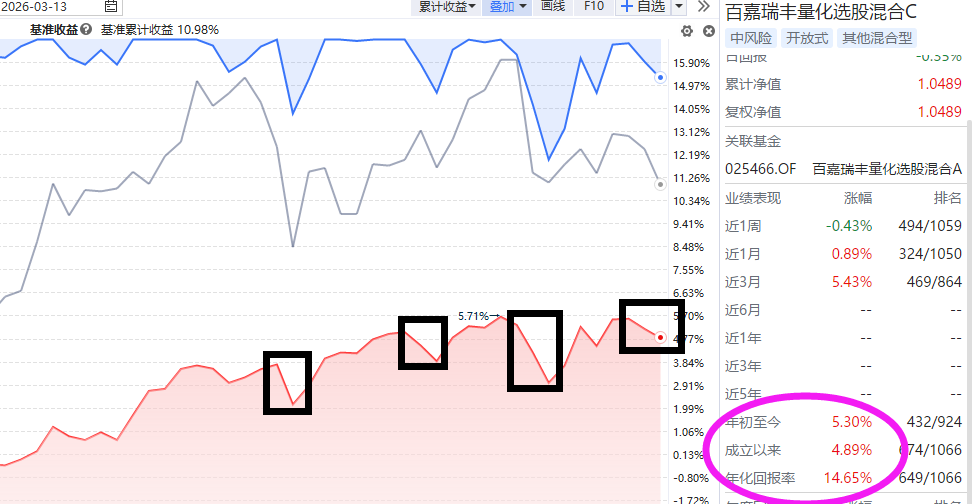 2026-03-13
累计收益 叠加 画线 F10 自选
基准收益 基准累计收益 10.98%
15.90%
14.97%
14.05%
13.12%
12.19%
11.26%
10.34%
9.41%
8.48%
7.55%
6.63%
5.70%
4.77%
3.84%
2.91%
1.99%
1.06%
0.13%
-0.80%
-1.72%
5.71%→
百嘉瑞丰量化选股混合C
中风险 开放式 其他混合型
日回报 -0.35%
累计净值 1.0489
复权净值 1.0489
关联基金
025466.OF 百嘉瑞丰量化选股混合A
业绩表现 涨幅 排名
近1周 -0.43% 494/1059
近1月 0.89% 324/1050
近3月 5.43% 469/864
近6月 -- --
近1年 -- --
近3年 -- --
近5年 -- --
年初至今 5.30% 432/924
成立以来 4.89% 674/1066
年化回报率 14.65% 649/1066